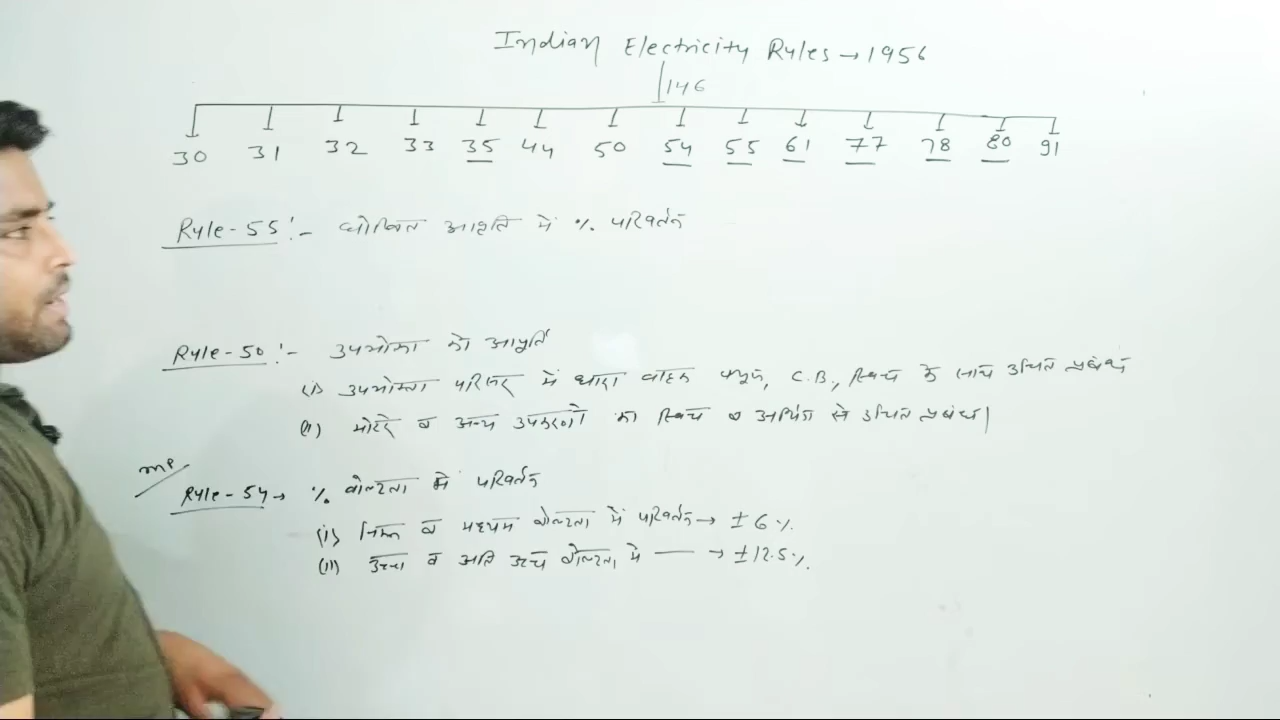 Indian Electricity Rules → 1956
146
30 31 32 33 35 44 50 54 55 61 77 78 80 91
Rule-55:- घोषित आवृति में % परिवर्तन
Rule-50:- उपभोक्ता को आपूर्ति
(i) उपभोक्ता परिसर में धारा वाहक फ्यूज, C.B., स्विच के साथ उचित प्रबंध
(ii) मोटर व अन्य उपकरणों का स्विच व अर्थिंग से उचित प्रबंध।
Rule-54 → % वोल्टता में परिवर्तन
(i) निम्न व मध्यम वोल्टता में परिवर्तन → ±6%
(ii) उच्च व अति उच्च वोल्टता में — → ±12.5%.